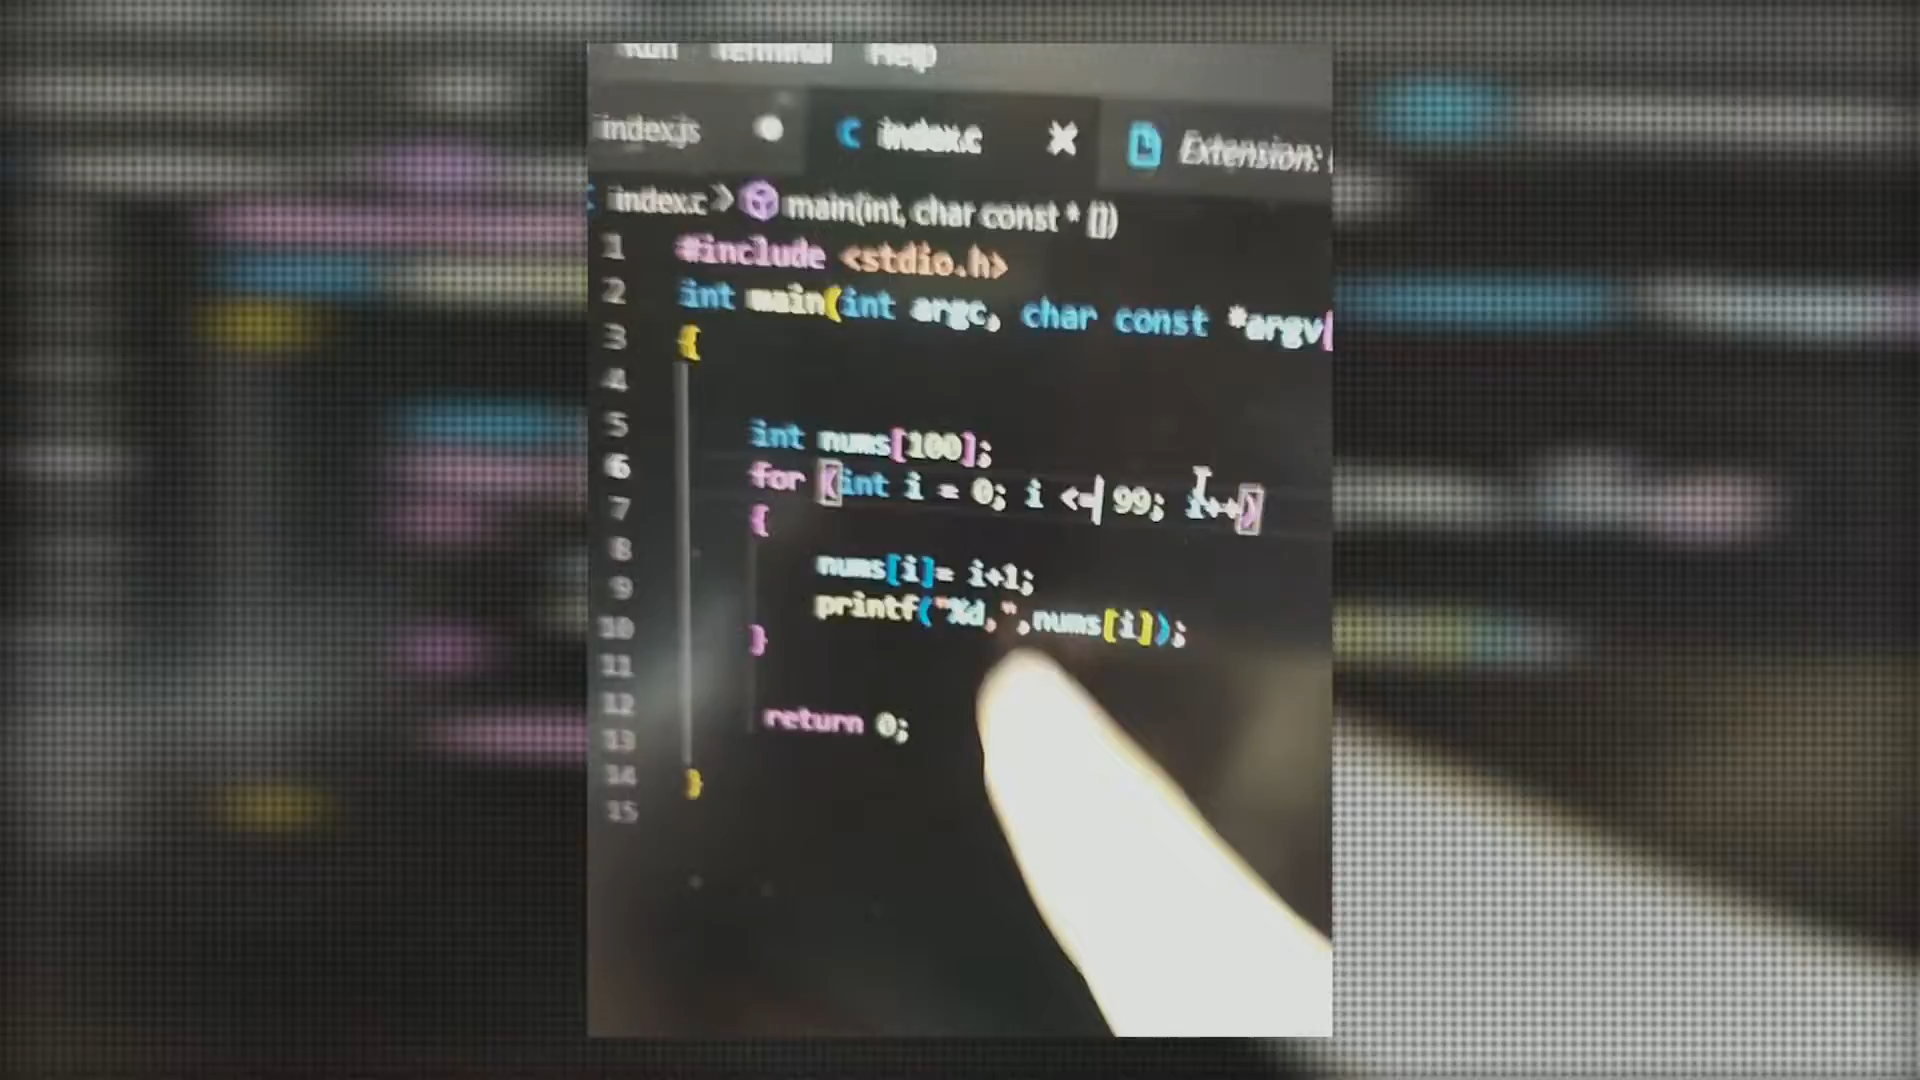 Run Terminal Help
index.js index.c Extension:
index.c > main(int, char const * [])
1 #include <stdio.h>
2 int main(int argc, char const *argv[
3 {
4
5 int nums[100];
6 for (int i = 0; i <= 99; i++)
7 {
8 nums[i]= i+1;
9 printf("%d,",nums[i]);
10 }
11
12 return 0;
13
14 }
15